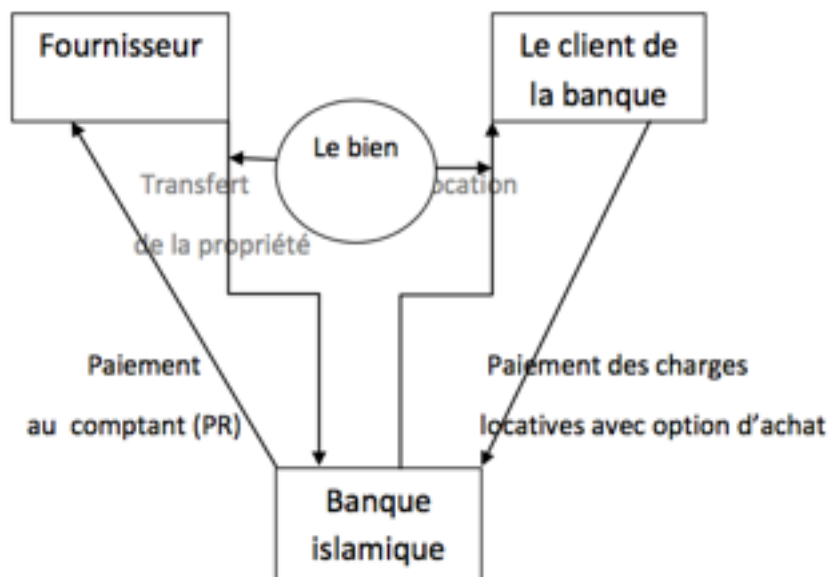 Fournisseur
Le client de
la banque
Le bien
Transfert
de la propriété
ocation
Paiement
au comptant (PR)
Paiement des charges
locatives avec option d'achat
Banque
islamique